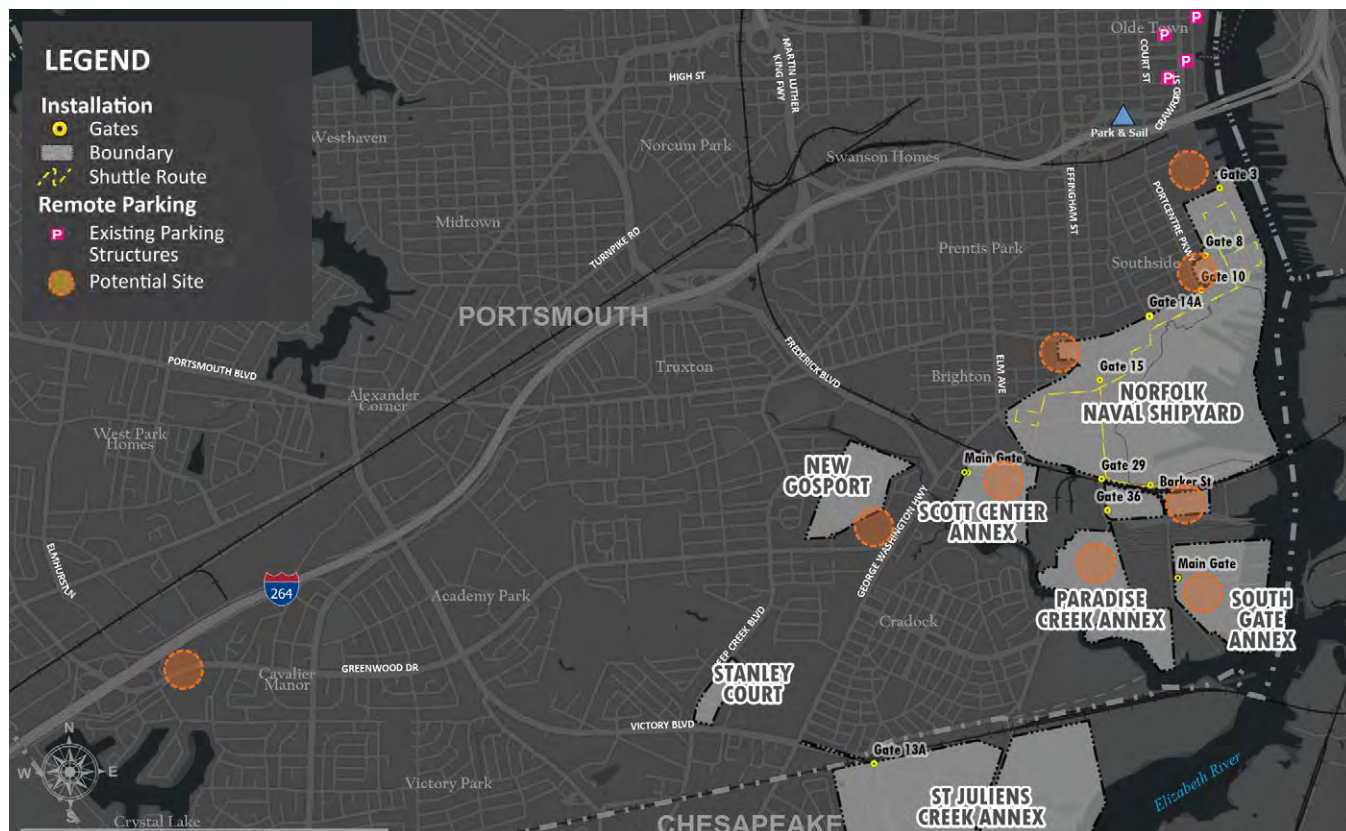 LEGEND
Installation
Gates
Boundary
Shuttle Route
Remote Parking
P
Existing Parking
Structures
Potential Site
Olde Town
P
P
P
P
COURT ST
CRAWFORD ST
MARTIN LUTHER
KING FWY
HIGH ST
Park & Sail
Westhaven
Norcum Park
Swanson Homes
EFFINGHAM ST
PORTCENTRE PKWY
Gate 3
Midtown
TURNPIKE RD
Prentis Park
Southside
Gate 8
Gate 10
Gate 14A
PORTSMOUTH
PORTSMOUTH BLVD
Truxton
FREDERICK BLVD
Brighton
ELM AVE
Gate 15
NORFOLK
NAVAL SHIPYARD
Alexander
Corner
West Park
Homes
NEW
GOSPORT
Main Gate
SCOTT CENTER
ANNEX
GEORGE WASHINGTON HWY
Gate 29
Barker St
Gate 36
ELMHURST LN
264
Academy Park
Main Gate
PARADISE
CREEK ANNEX
SOUTH
GATE
ANNEX
Cradock
Cavalier
Manor
GREENWOOD DR
STANLEY
COURT
VICTORY BLVD
N
W
E
S
Gate 13A
Victory Park
ST JULIENS
CREEK ANNEX
Elizabeth River
Crystal Lake
CHESAPEAKE